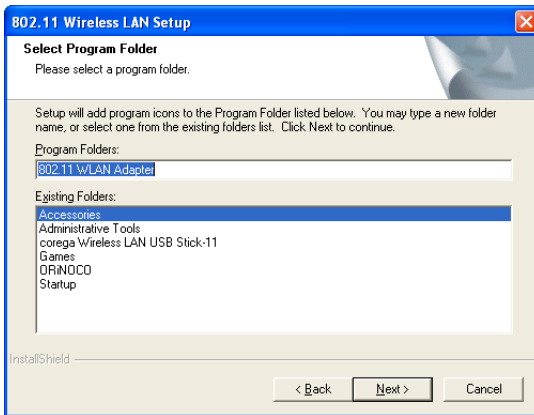 802.11 Wireless LAN Setup
Select Program Folder
Please select a program folder.
Setup will add program icons to the Program Folder listed below. You may type a new folder
name, or select one from the existing folders list. Click Next to continue.
Program Folders:
802.11 WLAN Adapter
Existing Folders:
Accessories
Administrative Tools
corega Wireless LAN USB Stick-11
Games
ORiNOCO
Startup
InstallShield
< Back
Next >
Cancel